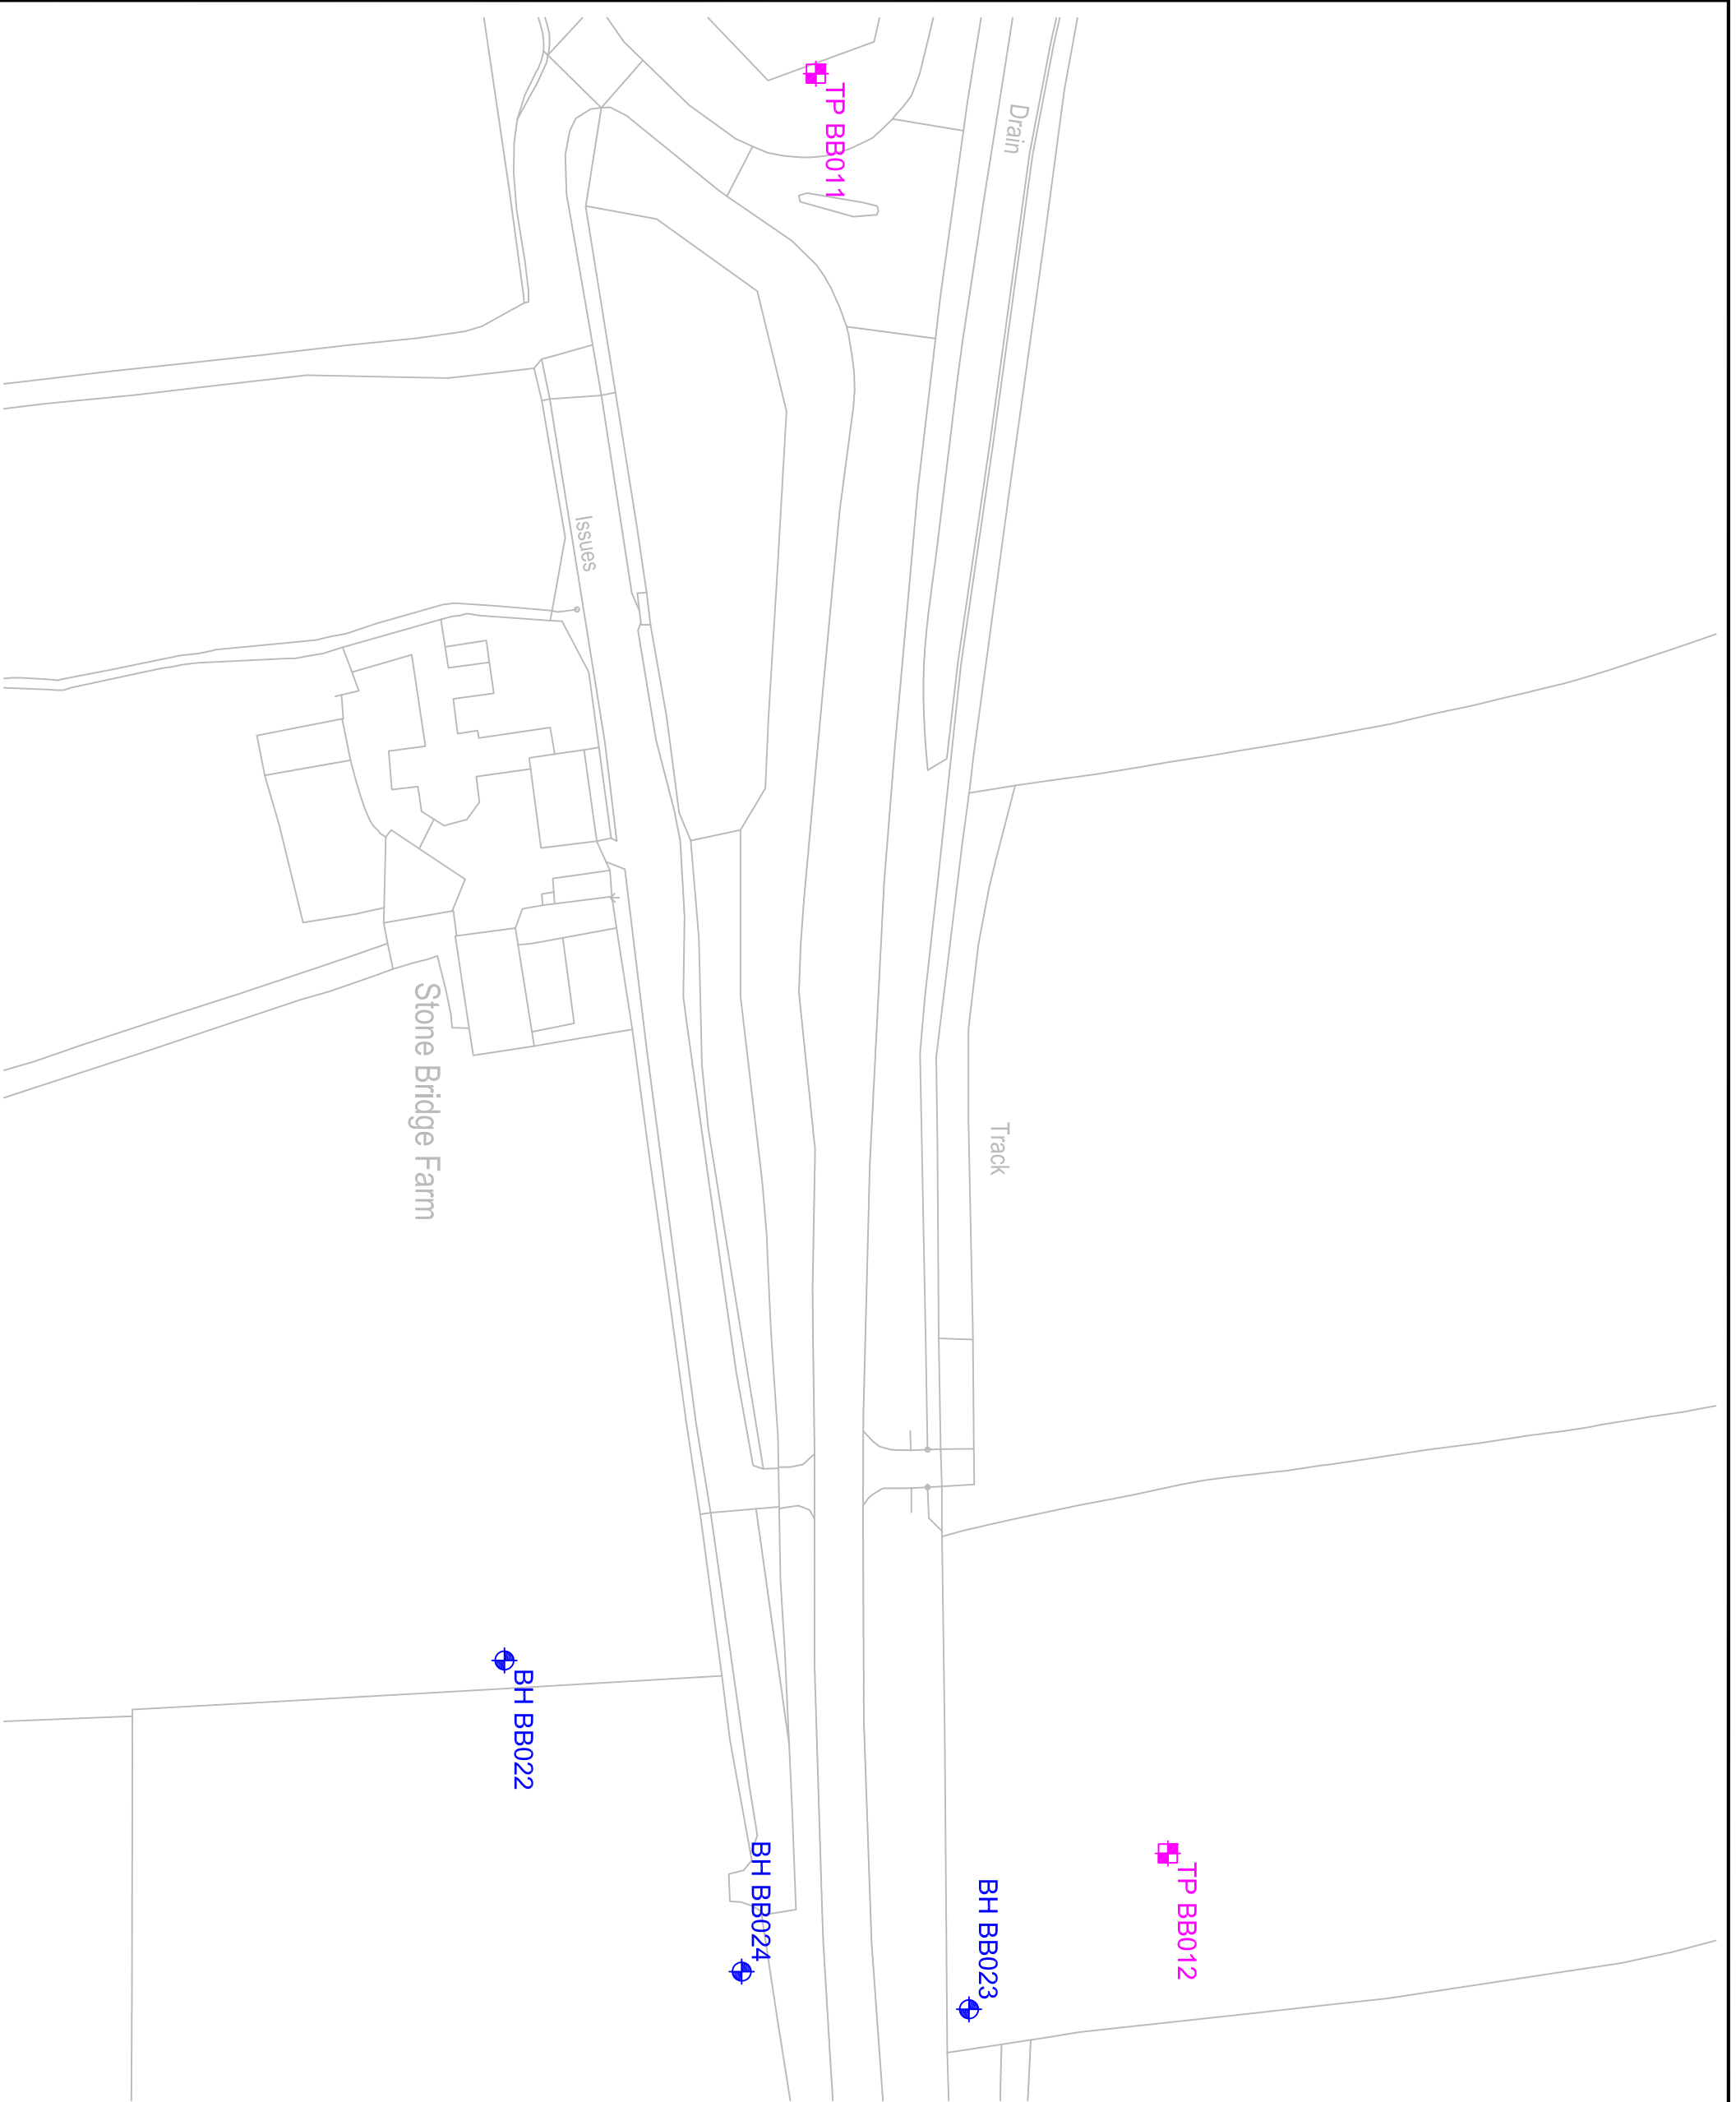 TP BB011
Drain
Issues
Stone Bridge Farm
Track
BH BB022
BH BB024
BH BB023
TP BB012